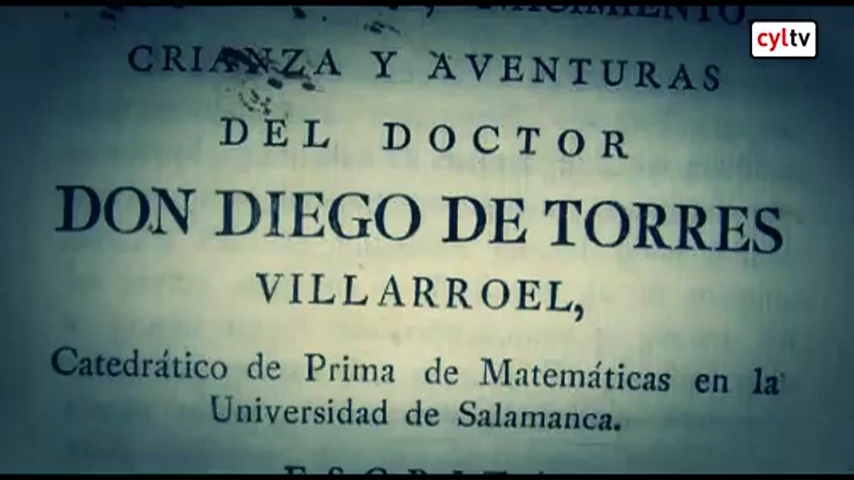 NACIMIENTO,
cyltv
CRIANZA Y AVENTURAS
DEL DOCTOR
DON DIEGO DE TORRES
VILLARROEL,
Catedrático de Prima de Matemáticas en la
Universidad de Salamanca.